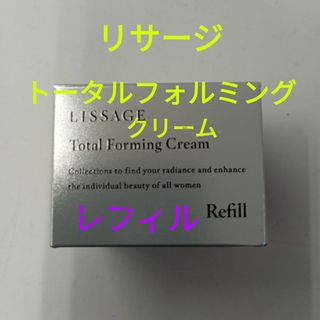 リサージ
トータルフォルミング
LISSAGE
クリーム
Total Forming Cream
Collections to find your radiance and enhance
the individual beauty of all women
レフィル
Refill